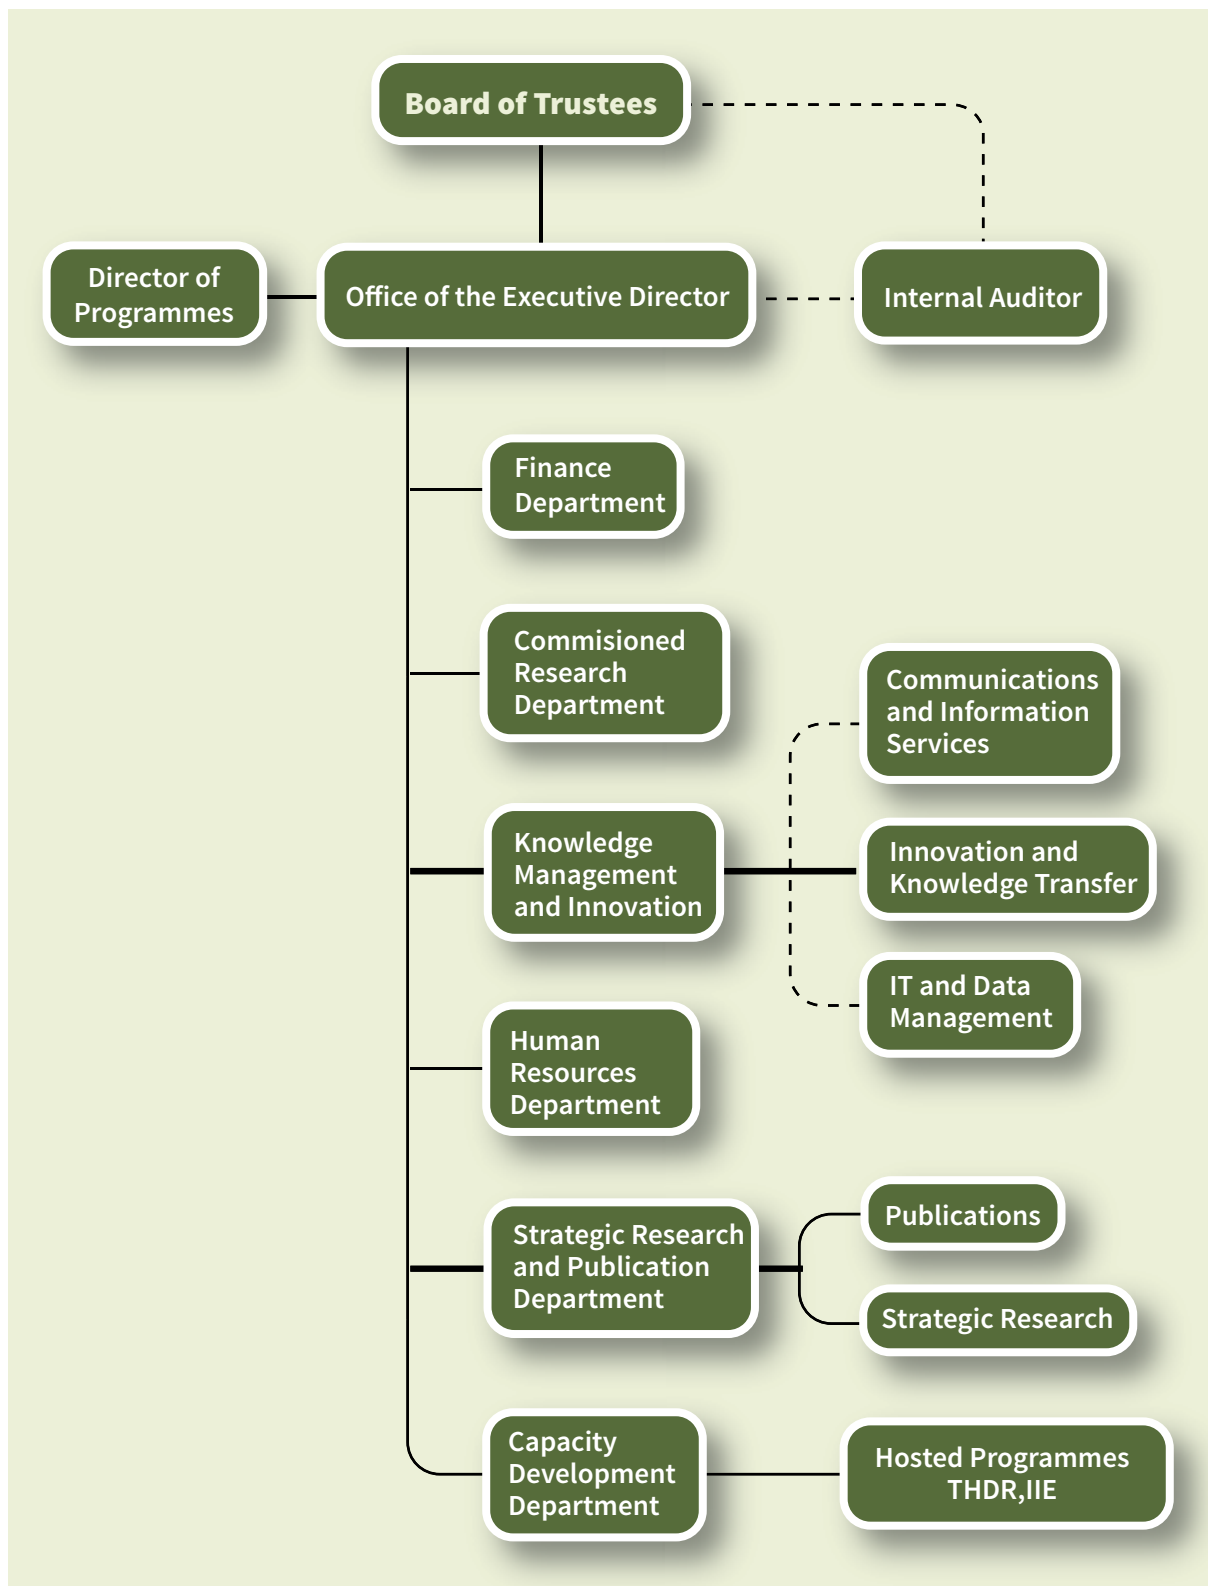 Board of Trustees
Director of
Programmes
Office of the Executive Director
Internal Auditor
Finance
Department
Commisioned
Research
Department
Communications
and Information
Services
Knowledge
Management
and Innovation
Innovation and
Knowledge Transfer
IT and Data
Management
Human
Resources
Department
Strategic Research
and Publication
Department
Publications
Strategic Research
Capacity
Development
Department
Hosted Programmes
THDR,IIE